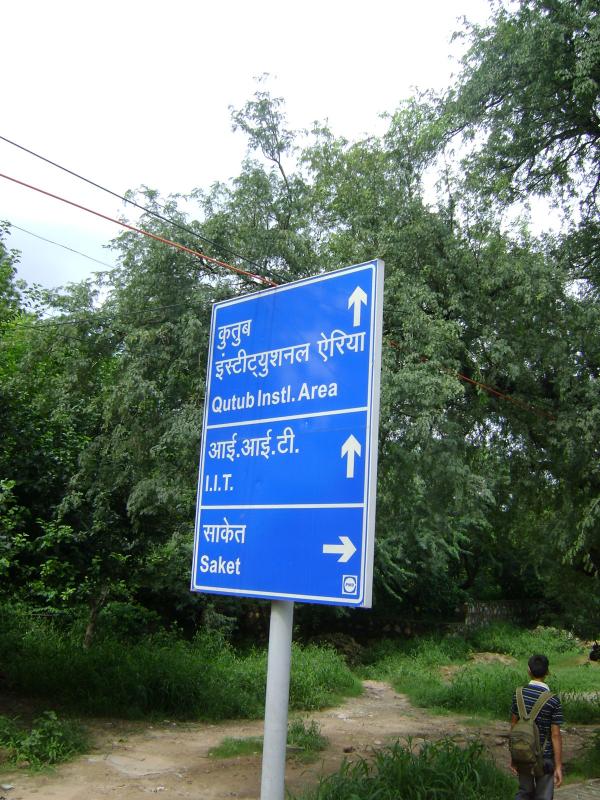 कुतुब
इंस्टीट्युशनल ऐरिया
Qutub Instl. Area
आई.आई.टी.
I.I.T.
साकेत
Saket